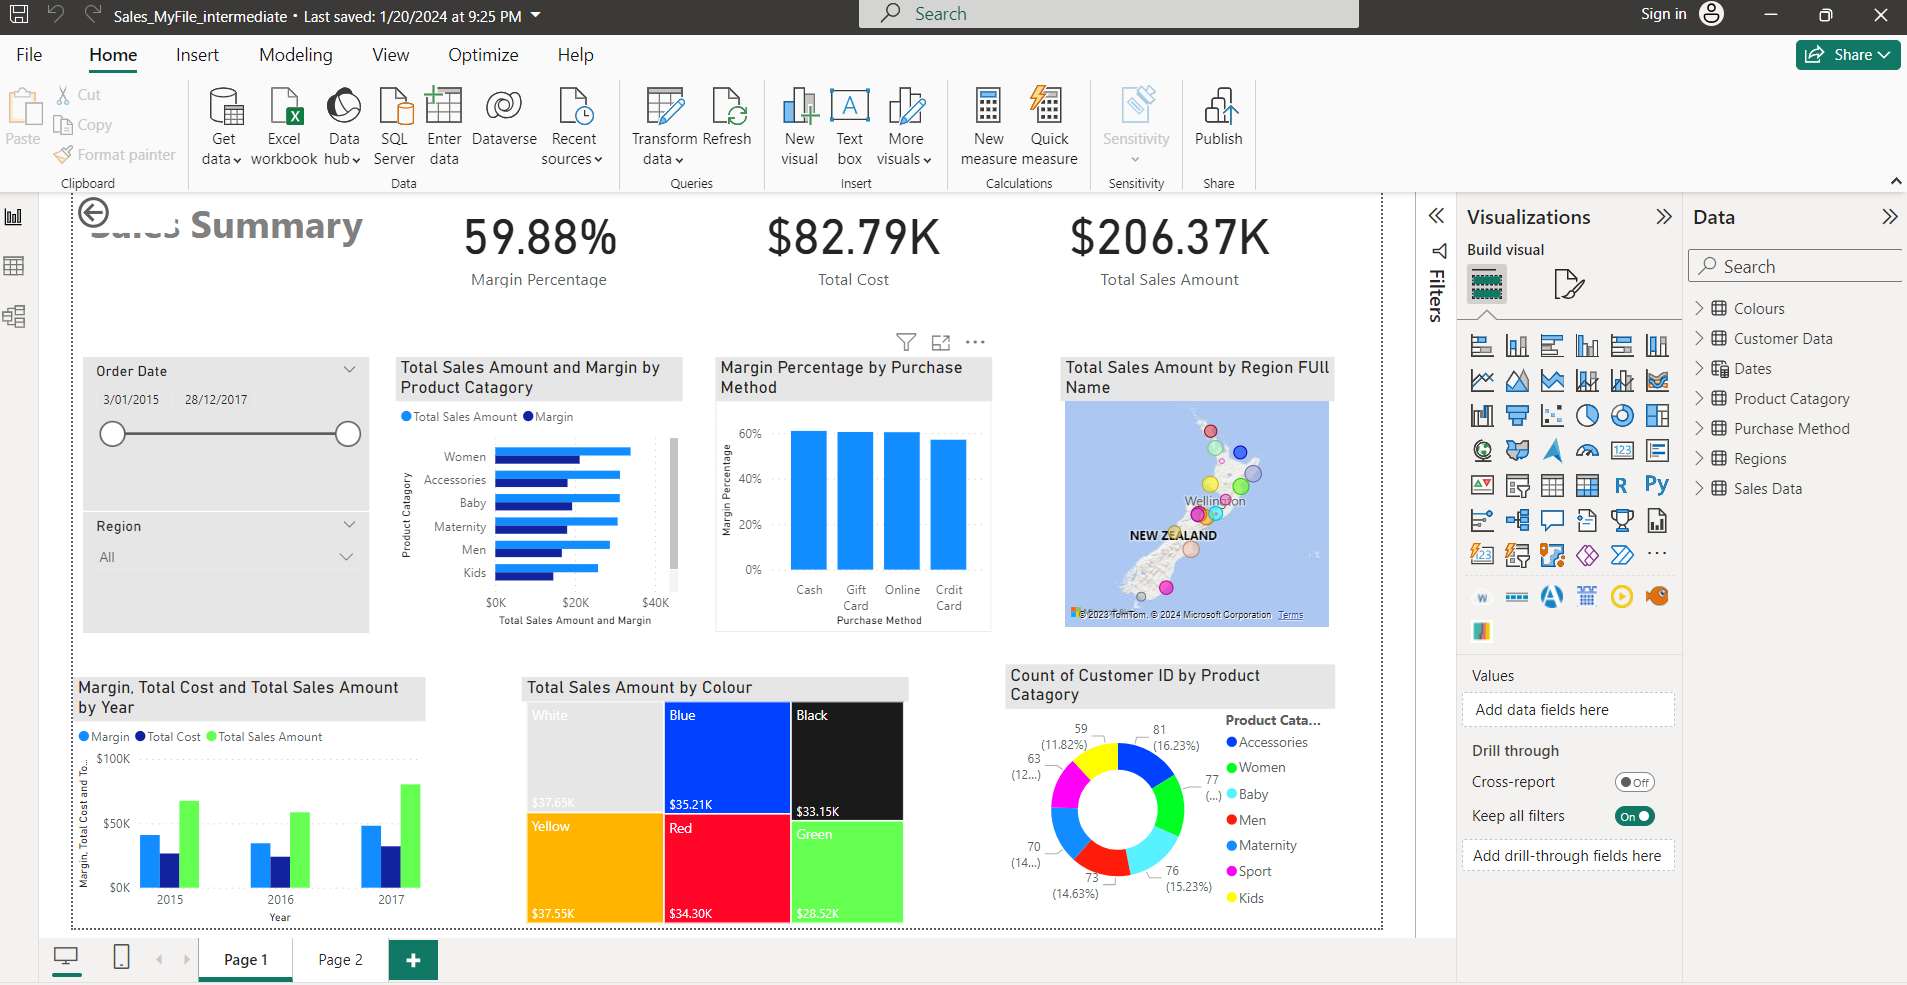 Sales_MyFile_intermediate • Last saved: 1/20/2024 at 9:25 PM
Search
Sign in
File
Home
Insert
Modeling
View
Optimize
Help
Share
Paste
Cut
Copy
Format painter
Clipboard
Get data
Excel workbook
Data hub
SQL Server
Enter data
Dataverse
Recent sources
Data
Transform data
Refresh
Queries
New visual
Text box
More visuals
Insert
New measure
Quick measure
Calculations
Sensitivity
Sensitivity
Publish
Share
Sales Summary
59.88%
Margin Percentage
$82.79K
Total Cost
$206.37K
Total Sales Amount
Order Date
3/01/2015
28/12/2017
Region
All
Total Sales Amount and Margin by
Product Catagory
Total Sales Amount
Margin
Product Catagory
Women
Accessories
Baby
Maternity
Men
Kids
$0K
$20K
$40K
Total Sales Amount and Margin
Margin Percentage by Purchase
Method
Margin Percentage
60%
40%
20%
0%
Cash
Gift
Card
Online
Crdit
Card
Purchase Method
Total Sales Amount by Region FUll
Name
Wellington
NEW ZEALAND
© 2023 TomTom, © 2024 Microsoft Corporation
Terms
Margin, Total Cost and Total Sales Amount
by Year
Margin
Total Cost
Total Sales Amount
Margin, Total Cost and To...
$100K
$50K
$0K
2015
2016
2017
Year
Total Sales Amount by Colour
White
$37.65K
Blue
$35.21K
Black
$33.15K
Yellow
$37.55K
Red
$34.30K
Green
$28.52K
Count of Customer ID by Product
Catagory
59
(11.82%)
81
(16.23%)
63
(12...)
77
(...)
70
(14...)
73
(14.63%)
76
(15.23%)
Product Cata...
Accessories
Women
Baby
Men
Maternity
Sport
Kids
Filters
Visualizations
Build visual
123
R
Py
123
Values
Add data fields here
Drill through
Cross-report
Off
Keep all filters
On
Add drill-through fields here
Data
Search
Colours
Customer Data
Dates
Product Catagory
Purchase Method
Regions
Sales Data
Page 1
Page 2